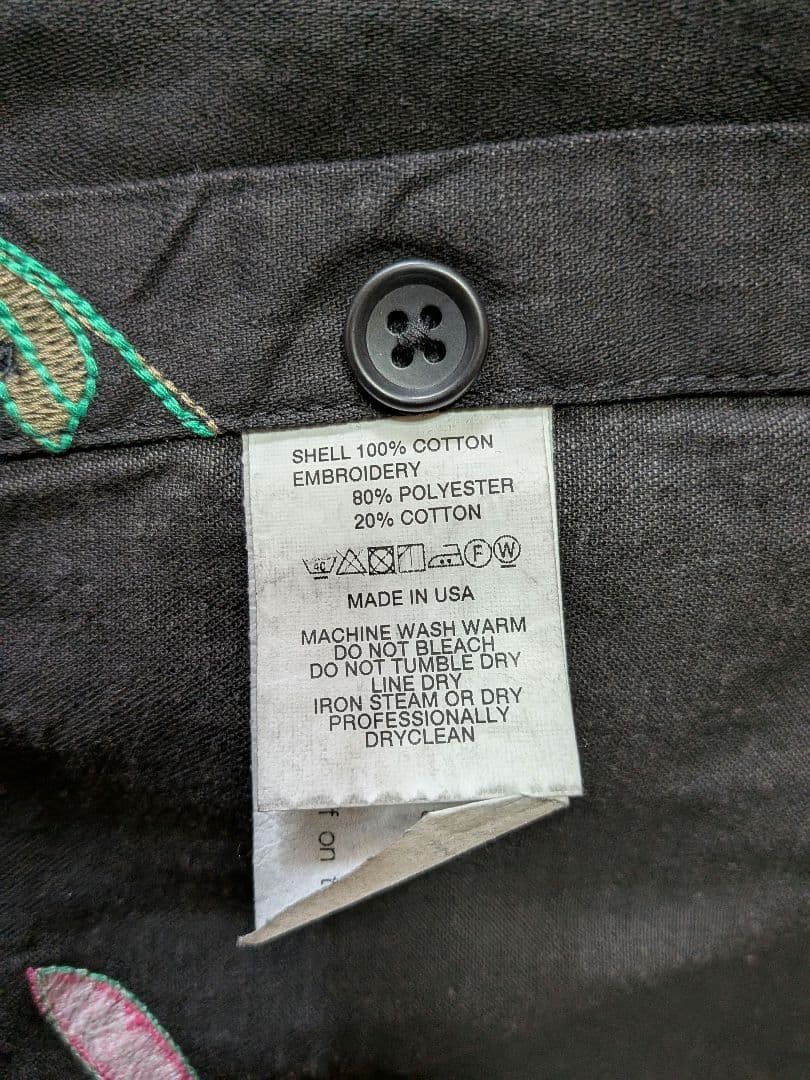 SHELL 100% COTTON
EMBROIDERY
80% POLYESTER
20% COTTON
F W
MADE IN USA
MACHINE WASH WARM
DO NOT BLEACH
DO NOT TUMBLE DRY
LINE DRY
IRON STEAM OR DRY
PROFESSIONALLY
DRYCLEAN
on